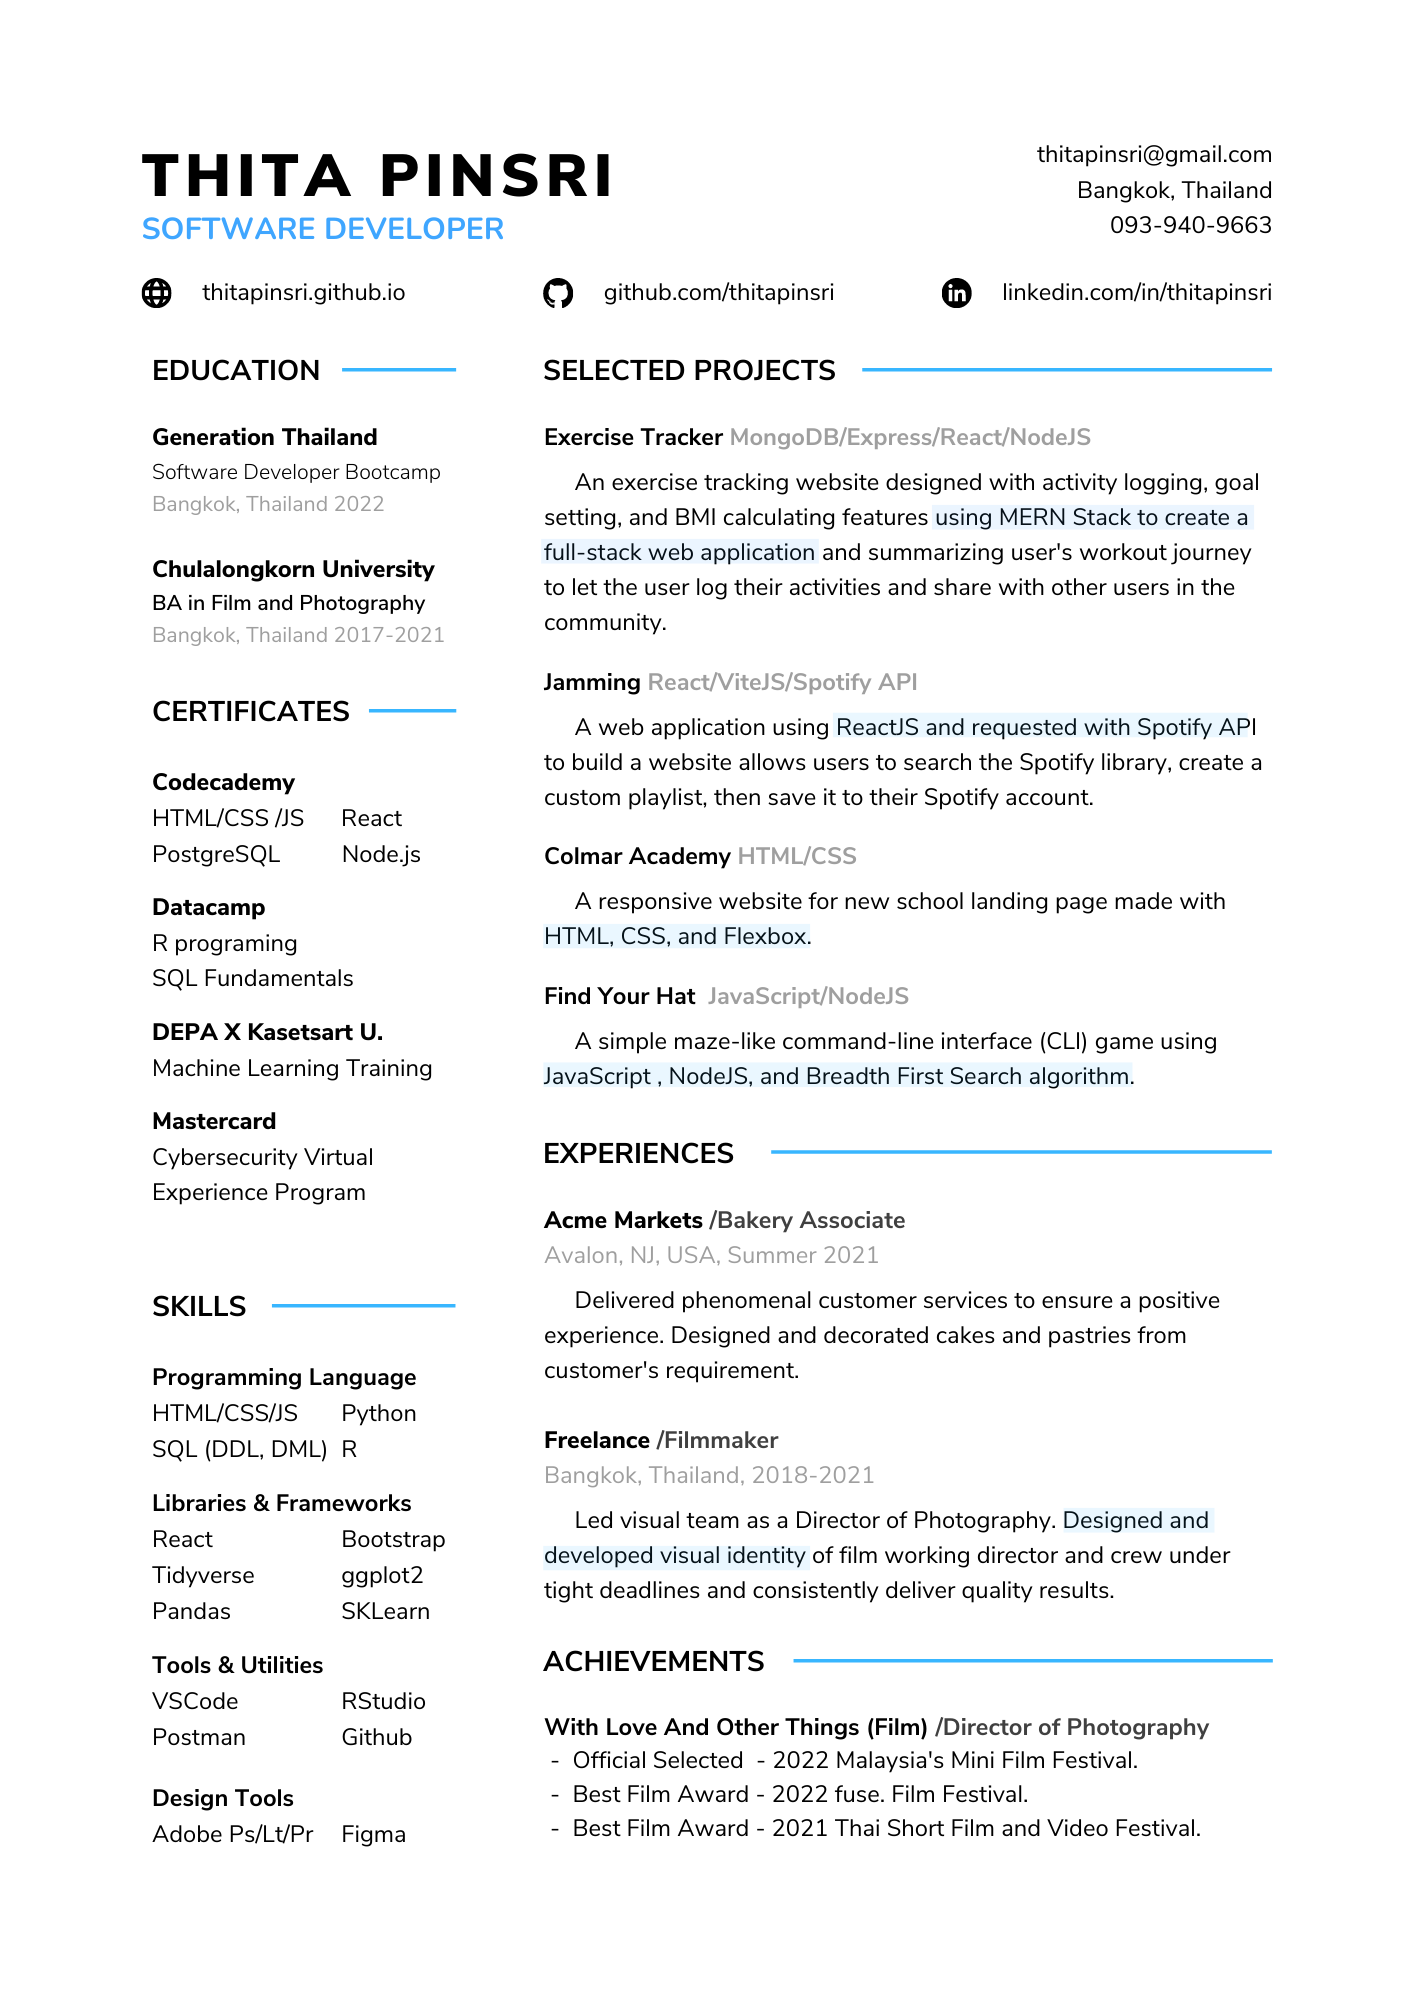 THITA PINSRI
SOFTWARE DEVELOPER
thitapinsri@gmail.com
Bangkok, Thailand
093-940-9663
thitapinsri.github.io
github.com/thitapinsri
linkedin.com/in/thitapinsri
EDUCATION
Generation Thailand
Software Developer Bootcamp
Bangkok, Thailand 2022
Chulalongkorn University
BA in Film and Photography
Bangkok, Thailand 2017-2021
CERTIFICATES
Codecademy
HTML/CSS /JS React
PostgreSQL Node.js
Datacamp
R programing
SQL Fundamentals
DEPA X Kasetsart U.
Machine Learning Training
Mastercard
Cybersecurity Virtual
Experience Program
SKILLS
Programming Language
HTML/CSS/JS Python
SQL (DDL, DML) R
Libraries & Frameworks
React Bootstrap
Tidyverse ggplot2
Pandas SKLearn
Tools & Utilities
VSCode RStudio
Postman Github
Design Tools
Adobe Ps/Lt/Pr Figma
SELECTED PROJECTS
Exercise Tracker MongoDB/Express/React/NodeJS
An exercise tracking website designed with activity logging, goal
setting, and BMI calculating features using MERN Stack to create a
full-stack web application and summarizing user's workout journey
to let the user log their activities and share with other users in the
community.
Jamming React/ViteJS/Spotify API
A web application using ReactJS and requested with Spotify API
to build a website allows users to search the Spotify library, create a
custom playlist, then save it to their Spotify account.
Colmar Academy HTML/CSS
A responsive website for new school landing page made with
HTML, CSS, and Flexbox.
Find Your Hat JavaScript/NodeJS
A simple maze-like command-line interface (CLI) game using
JavaScript , NodeJS, and Breadth First Search algorithm.
EXPERIENCES
Acme Markets /Bakery Associate
Avalon, NJ, USA, Summer 2021
Delivered phenomenal customer services to ensure a positive
experience. Designed and decorated cakes and pastries from
customer's requirement.
Freelance /Filmmaker
Bangkok, Thailand, 2018-2021
Led visual team as a Director of Photography. Designed and
developed visual identity of film working director and crew under
tight deadlines and consistently deliver quality results.
ACHIEVEMENTS
With Love And Other Things (Film) /Director of Photography
- Official Selected - 2022 Malaysia's Mini Film Festival.
- Best Film Award - 2022 fuse. Film Festival.
- Best Film Award - 2021 Thai Short Film and Video Festival.